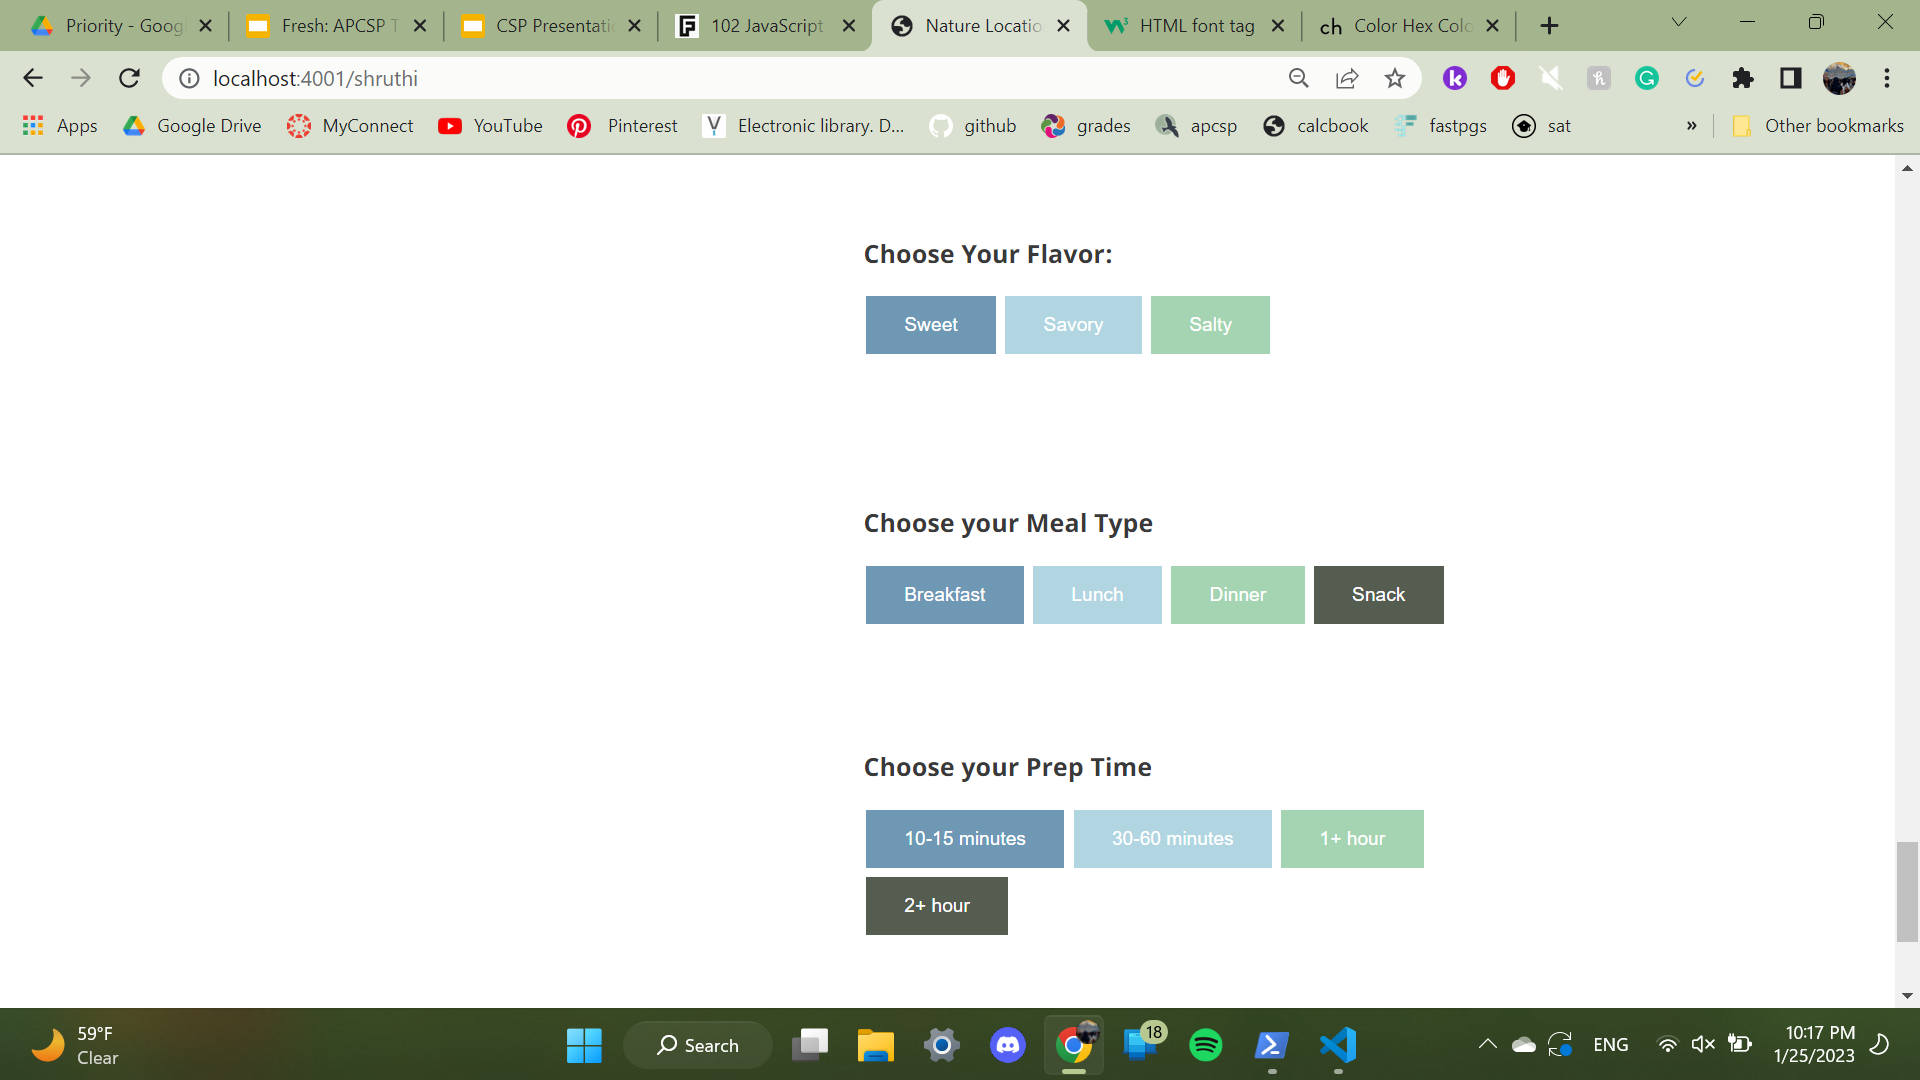 Priority - Goog
Fresh: APCSP T
CSP Presentatio
102 JavaScript
Nature Locatio
HTML font tag
ch Color Hex Colo
localhost:4001/shruthi
Apps
Google Drive
MyConnect
YouTube
Pinterest
Electronic library. D...
github
grades
apcsp
calcbook
fastpgs
sat
»
Other bookmarks
Choose Your Flavor:
Sweet Savory Salty
Choose your Meal Type
Breakfast Lunch Dinner Snack
Choose your Prep Time
10-15 minutes 30-60 minutes 1+ hour
2+ hour
59°F
Clear
Search
18
ENG
10:17 PM
1/25/2023